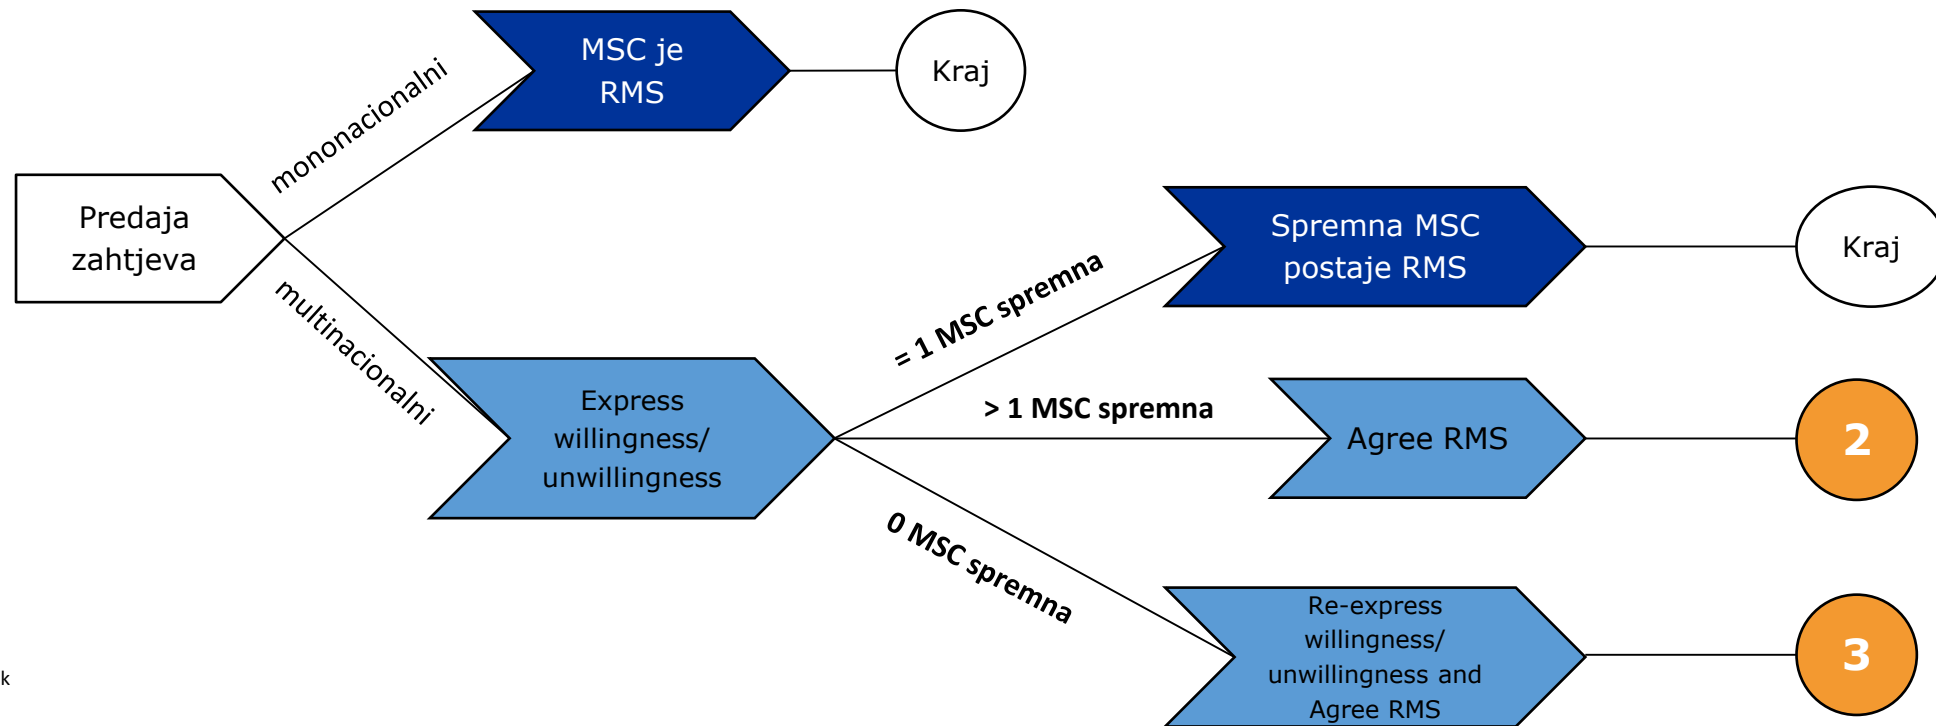 MSC je
RMS
Kraj
mononacionalni
Predaja
zahtjeva
multinacionalni
Spremna MSC
postaje RMS
Kraj
= 1 MSC spremna
Express
willingness/
unwillingness
> 1 MSC spremna
Agree RMS
2
0 MSC spremna
Re-express
willingness/
unwillingness and
Agree RMS
3
k